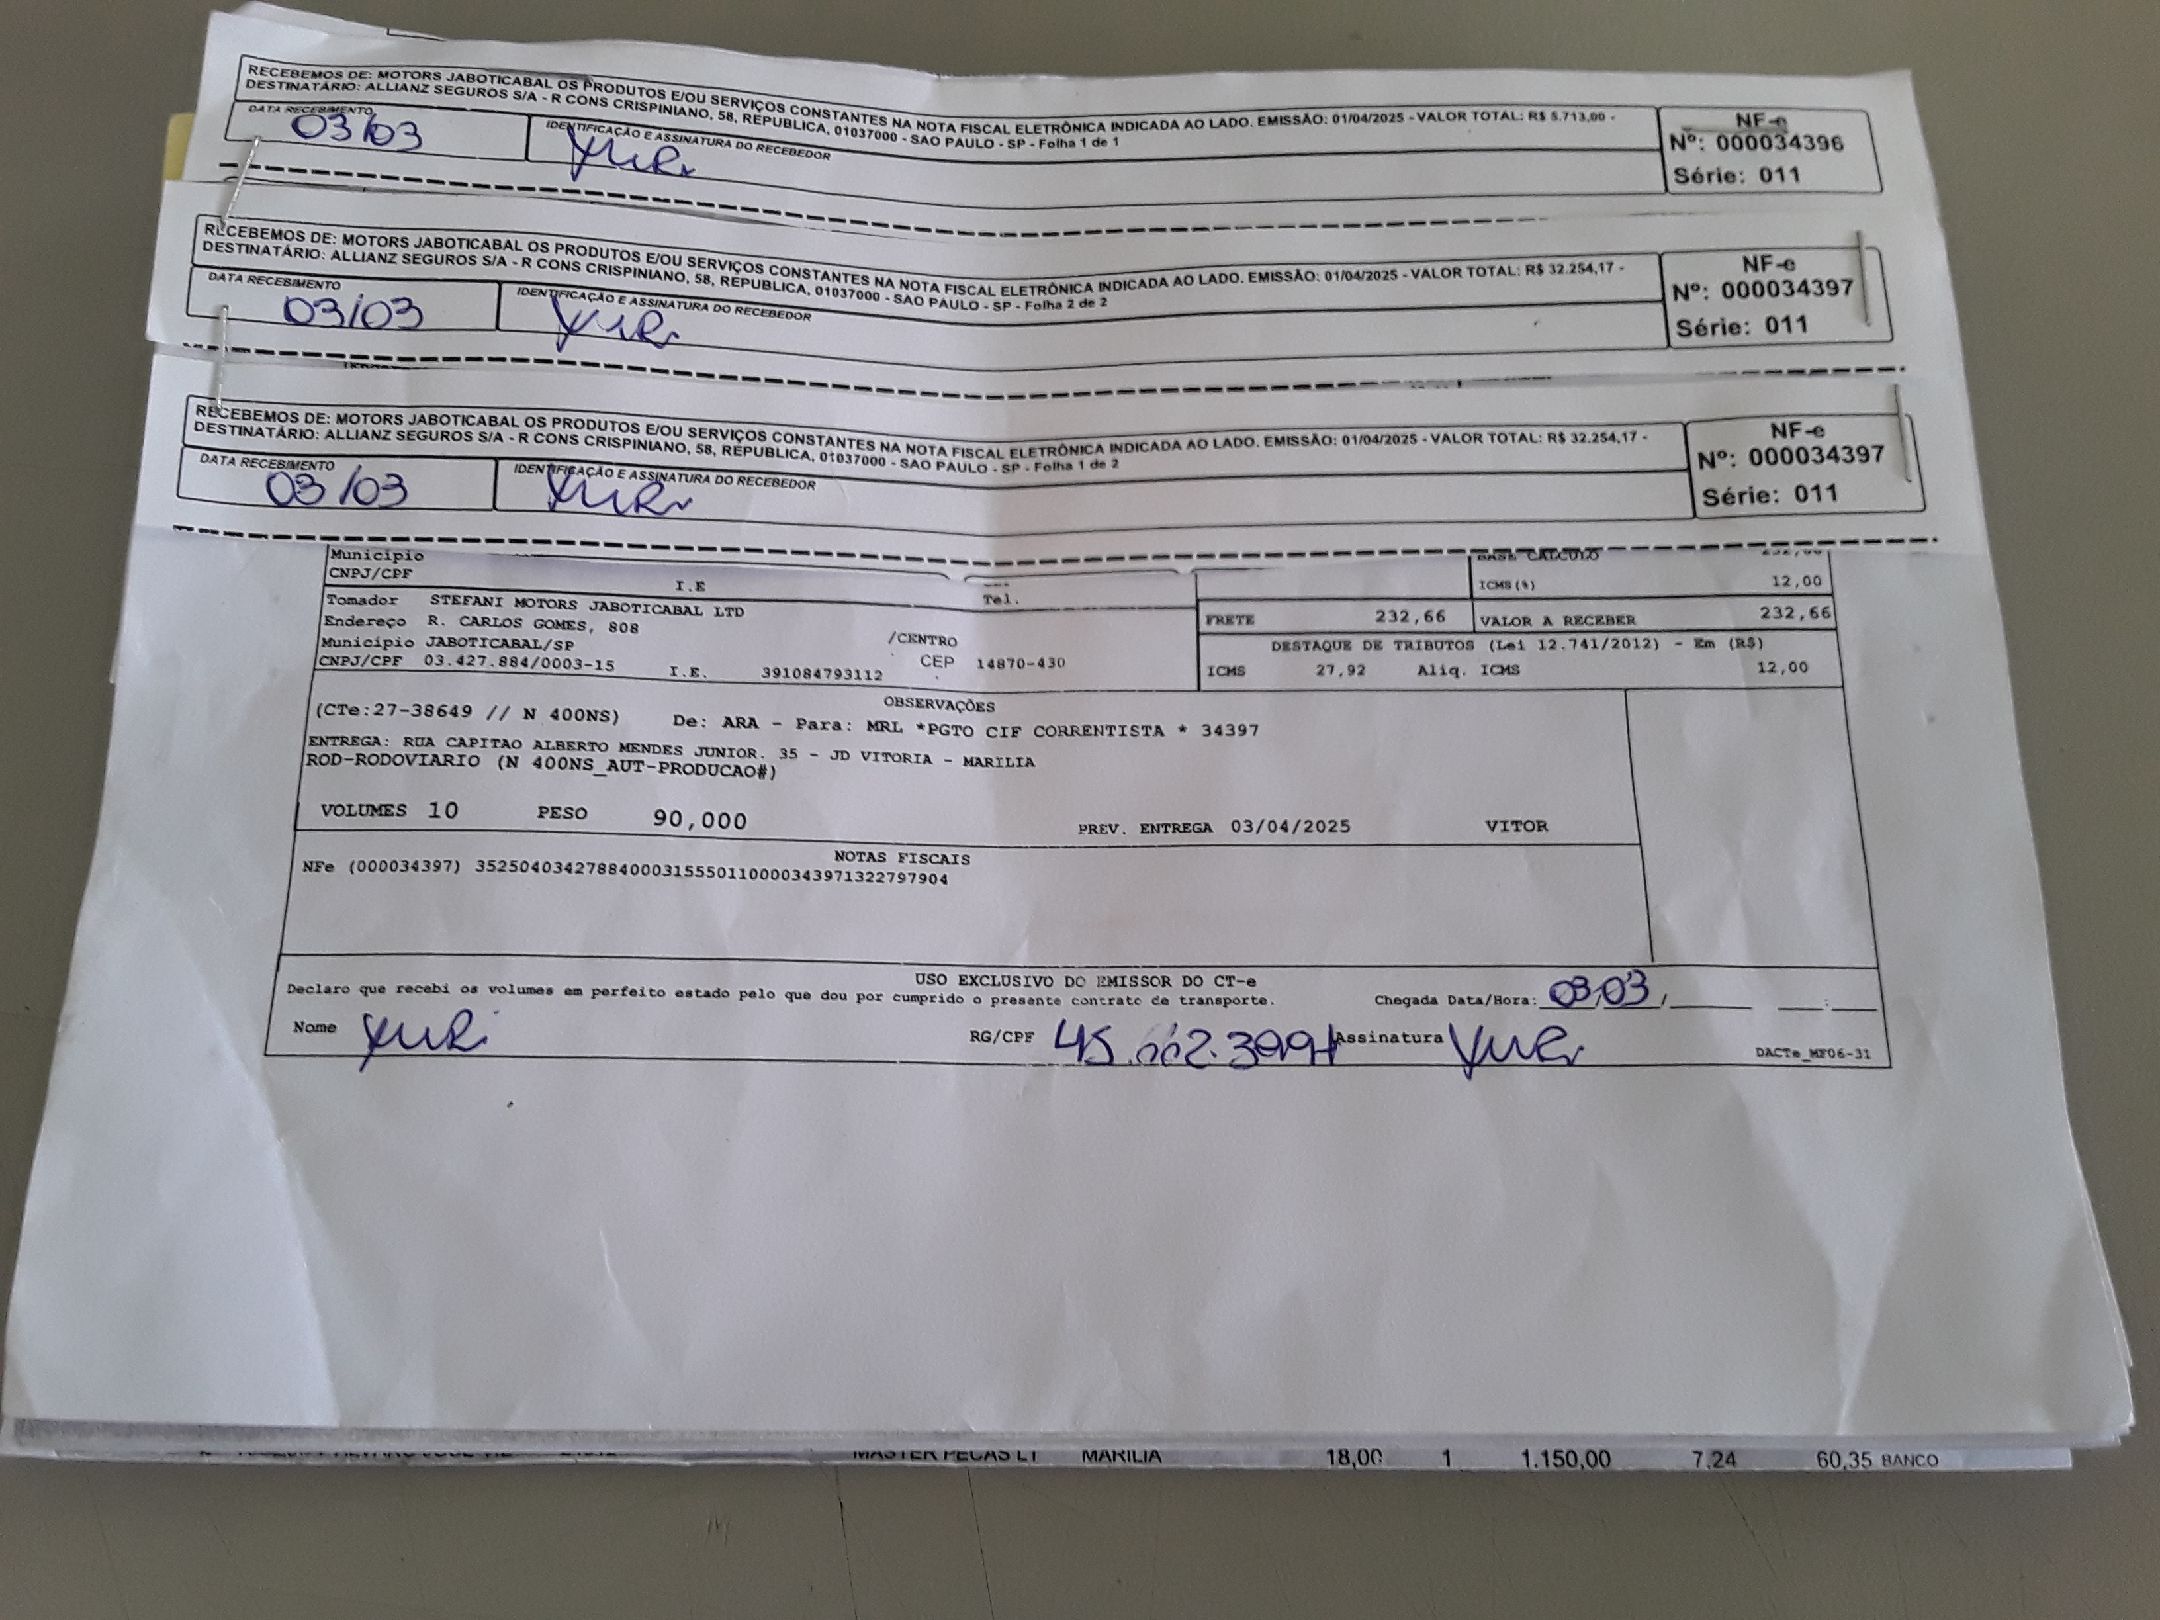 RECEBEMOS DE: MOTORS JABOTICABAL OS PRODUTOS E/OU SERVIÇOS CONSTANTES NA NOTA FISCAL ELETRÔNICA INDICADA AO LADO. EMISSÃO: 01/04/2025 - VALOR TOTAL: R$ 5.713,00 -
DESTINATÁRIO: ALLIANZ SEGUROS S/A - R CONS CRISPINIANO, 58, REPUBLICA, 01037000 - SAO PAULO - SP - Folha 1 de 1
NF-e
Nº: 000034396
Série: 011
DATA RECEBIMENTO
03/03
IDENTIFICAÇÃO E ASSINATURA DO RECEBEDOR
YURI
RECEBEMOS DE: MOTORS JABOTICABAL OS PRODUTOS E/OU SERVIÇOS CONSTANTES NA NOTA FISCAL ELETRÔNICA INDICADA AO LADO. EMISSÃO: 01/04/2025 - VALOR TOTAL: R$ 32.254,17 -
DESTINATÁRIO: ALLIANZ SEGUROS S/A - R CONS CRISPINIANO, 58, REPUBLICA, 01037000 - SAO PAULO - SP - Folha 2 de 2
NF-e
Nº: 000034397
Série: 011
DATA RECEBIMENTO
03/03
IDENTIFICAÇÃO E ASSINATURA DO RECEBEDOR
YURI
RECEBEMOS DE: MOTORS JABOTICABAL OS PRODUTOS E/OU SERVIÇOS CONSTANTES NA NOTA FISCAL ELETRÔNICA INDICADA AO LADO. EMISSÃO: 01/04/2025 - VALOR TOTAL: R$ 32.254,17 -
DESTINATÁRIO: ALLIANZ SEGUROS S/A - R CONS CRISPINIANO, 58, REPUBLICA, 01037000 - SAO PAULO - SP - Folha 1 de 2
NF-e
Nº: 000034397
Série: 011
DATA RECEBIMENTO
03/03
IDENTIFICAÇÃO E ASSINATURA DO RECEBEDOR
YURI
Município
CNPJ/CPF I.E Tel.
BASE CALCULO 232,66
ICMS(%) 12,00
Tomador STEFANI MOTORS JABOTICABAL LTD
Endereço R. CARLOS GOMES, 808 /CENTRO
Município JABOTICABAL/SP CEP 14870-430
CNPJ/CPF 03.427.884/0003-15 I.E. 391084793112
FRETE 232,66 VALOR A RECEBER 232,66
DESTAQUE DE TRIBUTOS (Lei 12.741/2012) - Em (R$)
ICMS 27,92 Aliq. ICMS 12,00
OBSERVAÇÕES
(CTe:27-38649 // N 400NS) De: ARA - Para: MRL *PGTO CIF CORRENTISTA * 34397
ENTREGA: RUA CAPITAO ALBERTO MENDES JUNIOR. 35 - JD VITORIA - MARILIA
ROD-RODOVIARIO (N 400NS_AUT-PRODUCAO#)
VOLUMES 10 PESO 90,000 PREV. ENTREGA 03/04/2025 VITOR
NOTAS FISCAIS
NFe (000034397) 35250403427884000315550110000343971322797904
USO EXCLUSIVO DO EMISSOR DO CT-e
Declaro que recebi os volumes em perfeito estado pelo que dou por cumprido o presente contrato de transporte. Chegada Data/Hora: 03/03/
Nome YURI RG/CPF Assinatura YURI
DACTe_MF06-31
MASTER PECAS LT MARILIA 18,00 1 1.150,00 7,24 60,35 BANCO